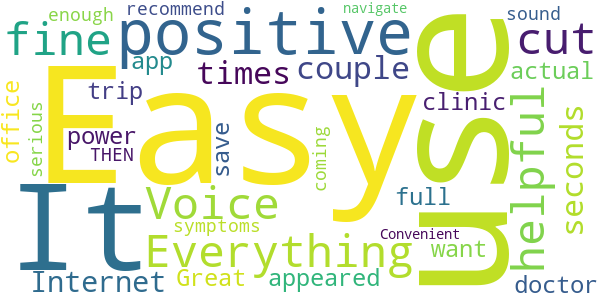 enough
recommend
navigate
fine
positive
use
sound
cut
app
times
couple
actual
Easy
trip
clinic
office
serious
power
THEN
save
coming
helpful
seconds
It
Voice
full
symptoms
Everything
Convenient
want
Internet
Great
appeared
doctor